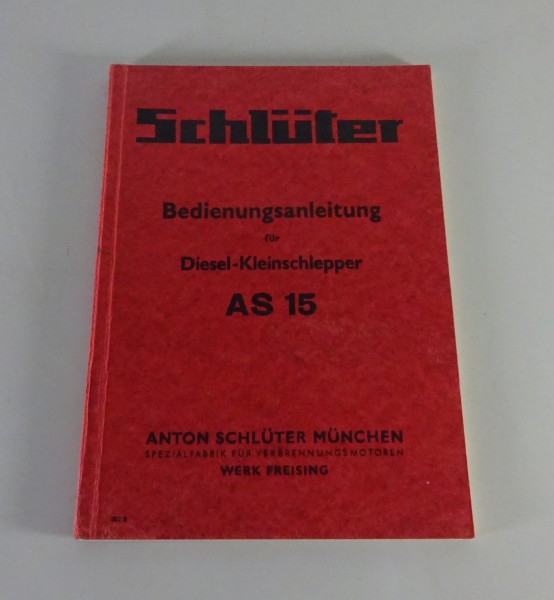 Schlüter
Bedienungsanleitung
für
Diesel-Kleinschlepper
AS 15
ANTON SCHLÜTER MÜNCHEN
SPEZIALFABRIK FÜR VERBRENNUNGSMOTOREN
WERK FREISING